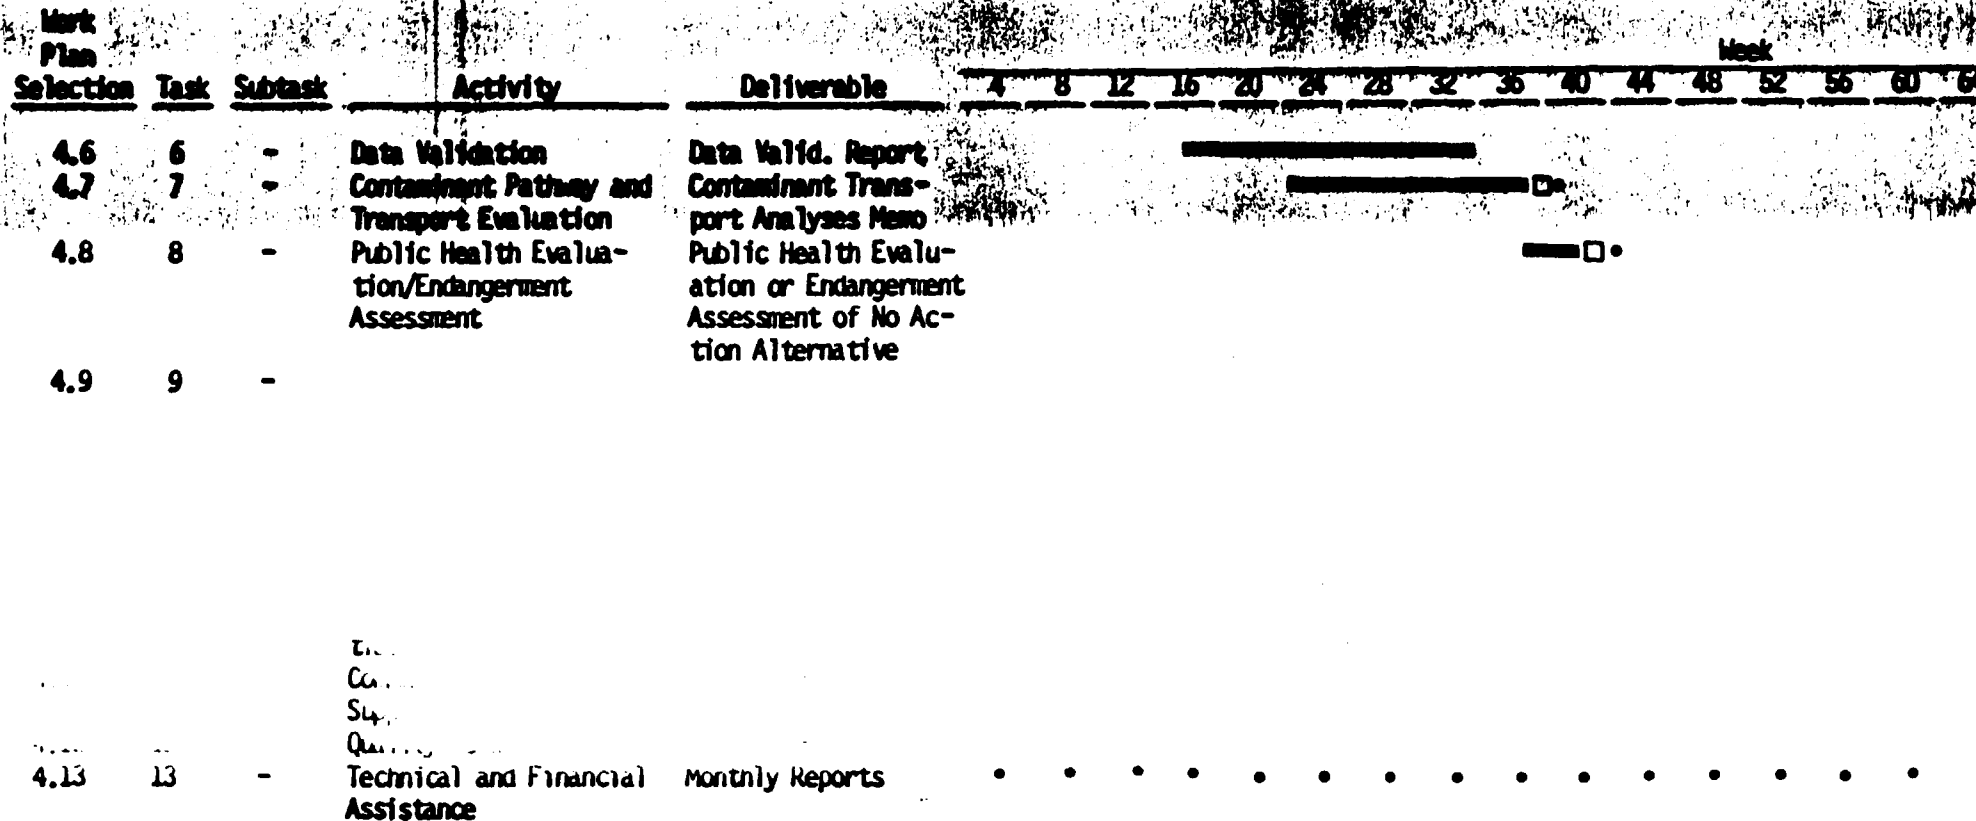 Work
Plan
Week
Selection Task Subtask Activity Deliverable 4 8 12 16 20 24 28 32 36 40 44 48 52 56 60
4.6 6 - Data Validation Data Valid. Report
4.7 7 - Contaminant Pathway and Contaminant Trans-
Transport Evaluation port Analyses Memo
4.8 8 - Public Health Evalua- Public Health Evalu-
tion/Endangerment ation or Endangerment
Assessment Assessment of No Ac-
tion Alternative
4.9 9 -
4.13 13 - Technical and Financial Monthly Reports
Assistance